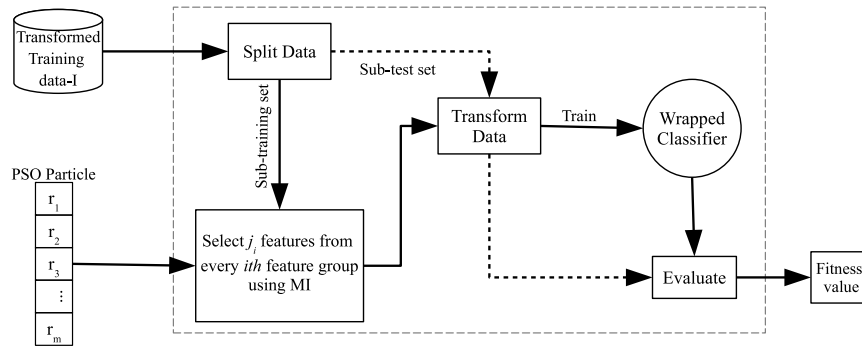 Transformed
Training
data-I
Split Data
Sub-test set
Sub-training set
Transform
Data
Train
Wrapped
Classifier
PSO Particle
r1
r2
r3
⋮
rm
Select ji features from
every ith feature group
using MI
Evaluate
Fitness
value